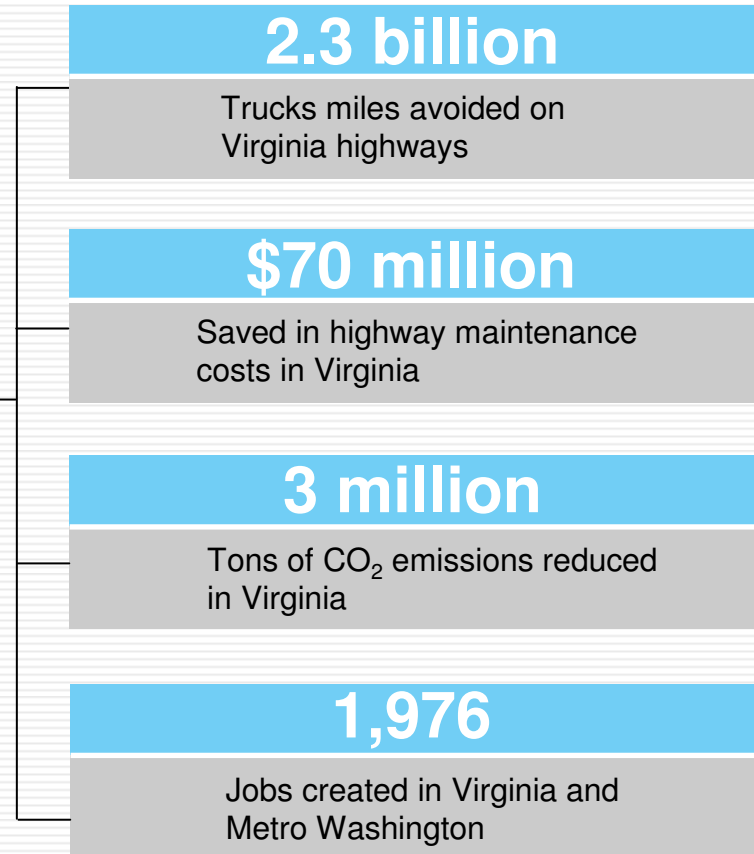 2.3 billion
Trucks miles avoided on
Virginia highways
$70 million
Saved in highway maintenance
costs in Virginia
3 million
Tons of CO₂ emissions reduced
in Virginia
1,976
Jobs created in Virginia and
Metro Washington